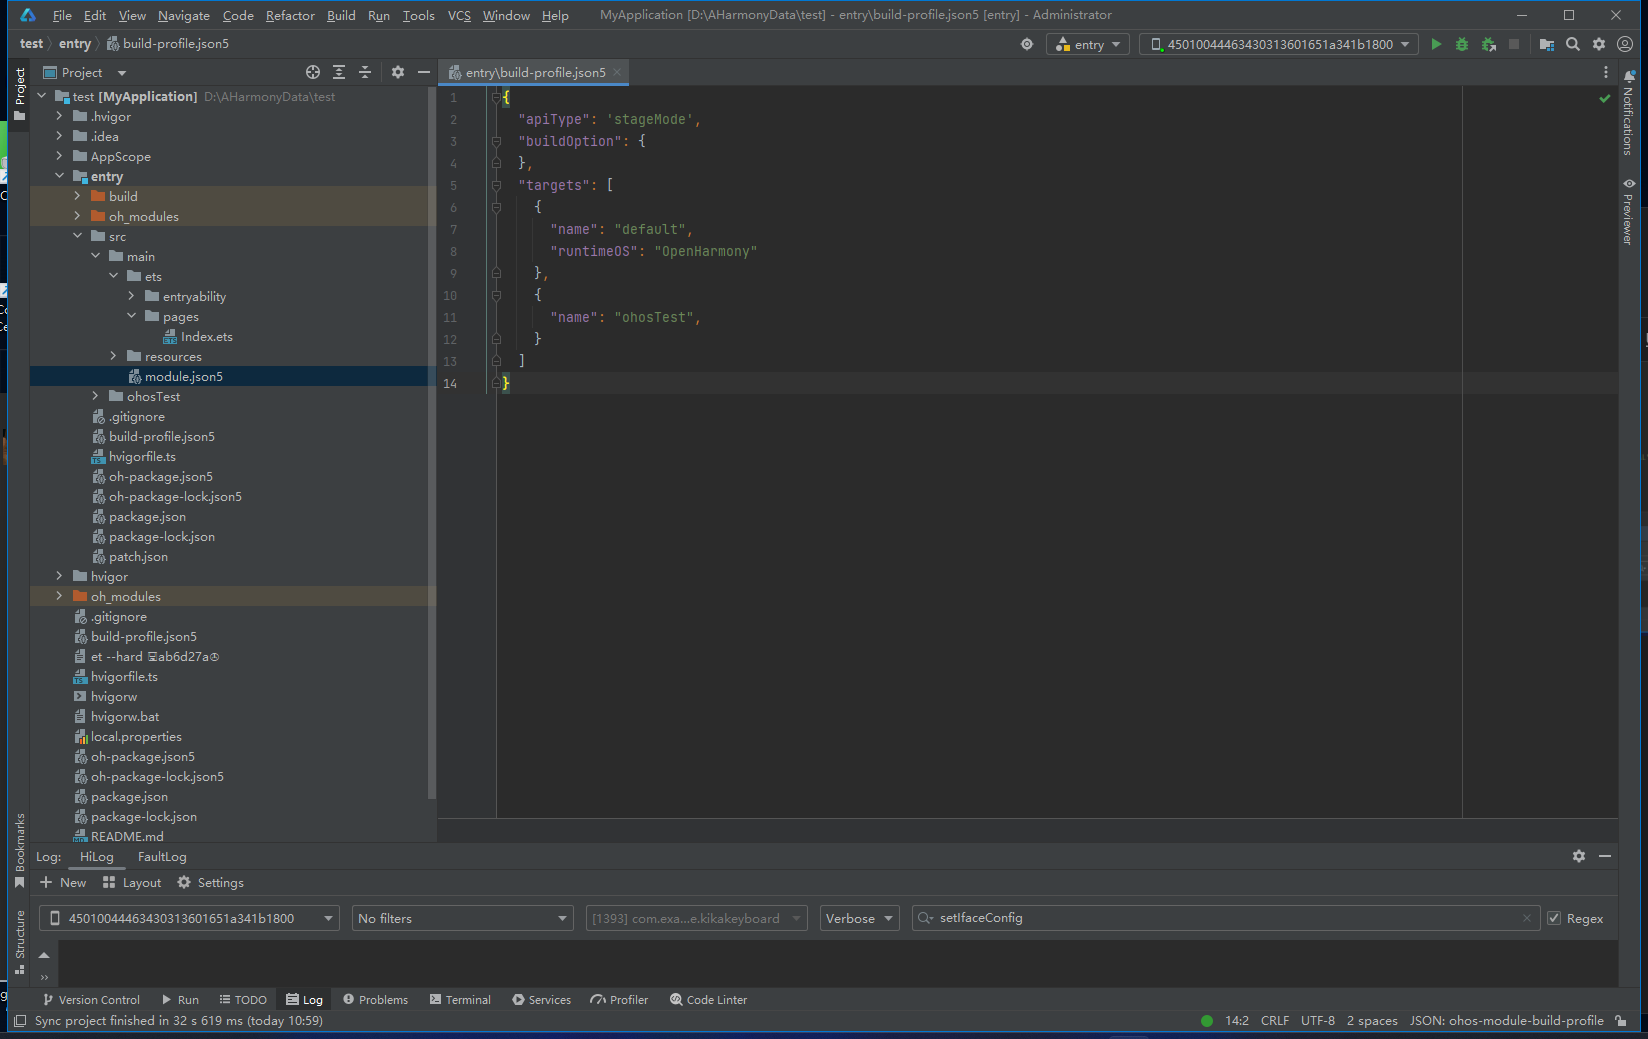 File Edit View Navigate Code Refactor Build Run Tools VCS Window Help MyApplication [D:\AHarmonyData\test] - entry\build-profile.json5 [entry] - Administrator
test entry build-profile.json5 entry 45010044463430313601651a341b1800
Project
Project
entry\build-profile.json5
test [MyApplication] D:\AHarmonyData\test
.hvigor
.idea
AppScope
entry
build
oh_modules
src
main
ets
entryability
pages
Index.ets
resources
module.json5
ohosTest
.gitignore
build-profile.json5
hvigorfile.ts
oh-package.json5
oh-package-lock.json5
package.json
package-lock.json
patch.json
hvigor
oh_modules
.gitignore
build-profile.json5
et --hard ab6d27a
hvigorfile.ts
hvigorw
hvigorw.bat
local.properties
oh-package.json5
oh-package-lock.json5
package.json
package-lock.json
README.md
1 {
2 "apiType": 'stageMode',
3 "buildOption": {
4 },
5 "targets": [
6 {
7 "name": "default",
8 "runtimeOS": "OpenHarmony"
9 },
10 {
11 "name": "ohosTest",
12 }
13 ]
14 }
Notifications
Previewer
Bookmarks
Structure
Log: HiLog FaultLog
New Layout Settings
45010044463430313601651a341b1800 No filters [1393] com.exa...e.kikakeyboard Verbose setIfaceConfig Regex
Version Control Run TODO Log Problems Terminal Services Profiler Code Linter
Sync project finished in 32 s 619 ms (today 10:59) 14:2 CRLF UTF-8 2 spaces JSON: ohos-module-build-profile